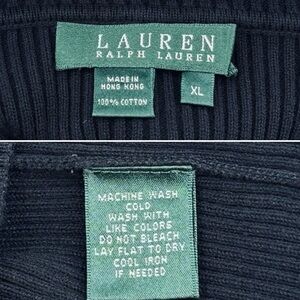 LAUREN
RALPH LAUREN
MADE IN
HONG KONG
100% COTTON
XL
MACHINE WASH
COLD
WASH WITH
LIKE COLORS
DO NOT BLEACH
LAY FLAT TO DRY
COOL IRON
IF NEEDED